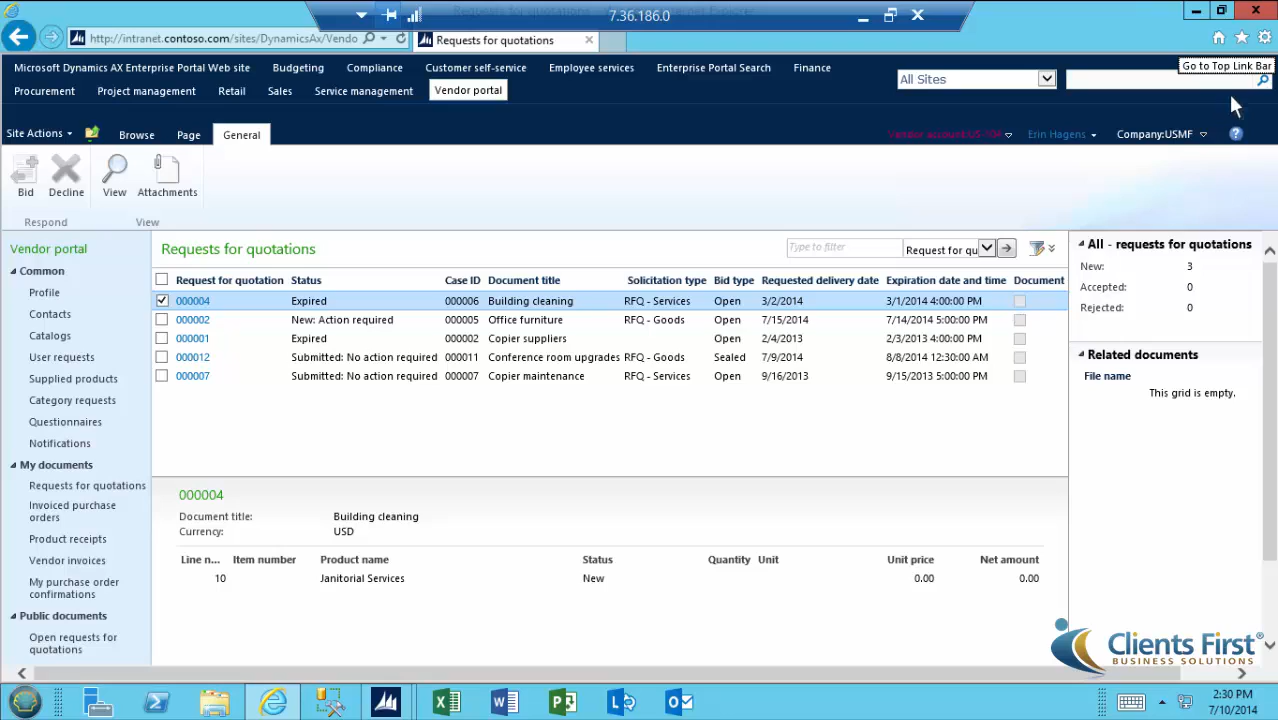 7.36.186.0
http://intranet.contoso.com/sites/DynamicsAx/Vendo
Requests for quotations
Microsoft Dynamics AX Enterprise Portal Web site Budgeting Compliance Customer self-service Employee services Enterprise Portal Search Finance
All Sites
Go to Top Link Bar
Procurement Project management Retail Sales Service management Vendor portal
Site Actions Browse Page General
Vendor account:US-104 Erin Hagens Company:USMF
Bid Decline View Attachments
Respond View
Vendor portal
Common
Profile
Contacts
Catalogs
User requests
Supplied products
Category requests
Questionnaires
Notifications
My documents
Requests for quotations
Invoiced purchase
orders
Product receipts
Vendor invoices
My purchase order
confirmations
Public documents
Open requests for
quotations
Requests for quotations
Type to filter Request for qu
Request for quotation Status Case ID Document title Solicitation type Bid type Requested delivery date Expiration date and time Document
000004 Expired 000006 Building cleaning RFQ - Services Open 3/2/2014 3/1/2014 4:00:00 PM
000002 New: Action required 000005 Office furniture RFQ - Goods Open 7/15/2014 7/14/2014 5:00:00 PM
000001 Expired 000002 Copier suppliers Open 2/4/2013 2/3/2013 4:00:00 PM
000012 Submitted: No action required 000011 Conference room upgrades RFQ - Goods Sealed 7/9/2014 8/8/2014 12:30:00 AM
000007 Submitted: No action required 000007 Copier maintenance RFQ - Services Open 9/16/2013 9/15/2013 5:00:00 PM
000004
Document title: Building cleaning
Currency: USD
Line n... Item number Product name Status Quantity Unit Unit price Net amount
10 Janitorial Services New 0.00 0.00
All - requests for quotations
New: 3
Accepted: 0
Rejected: 0
Related documents
File name
This grid is empty.
Clients First®
BUSINESS SOLUTIONS
2:30 PM
7/10/2014